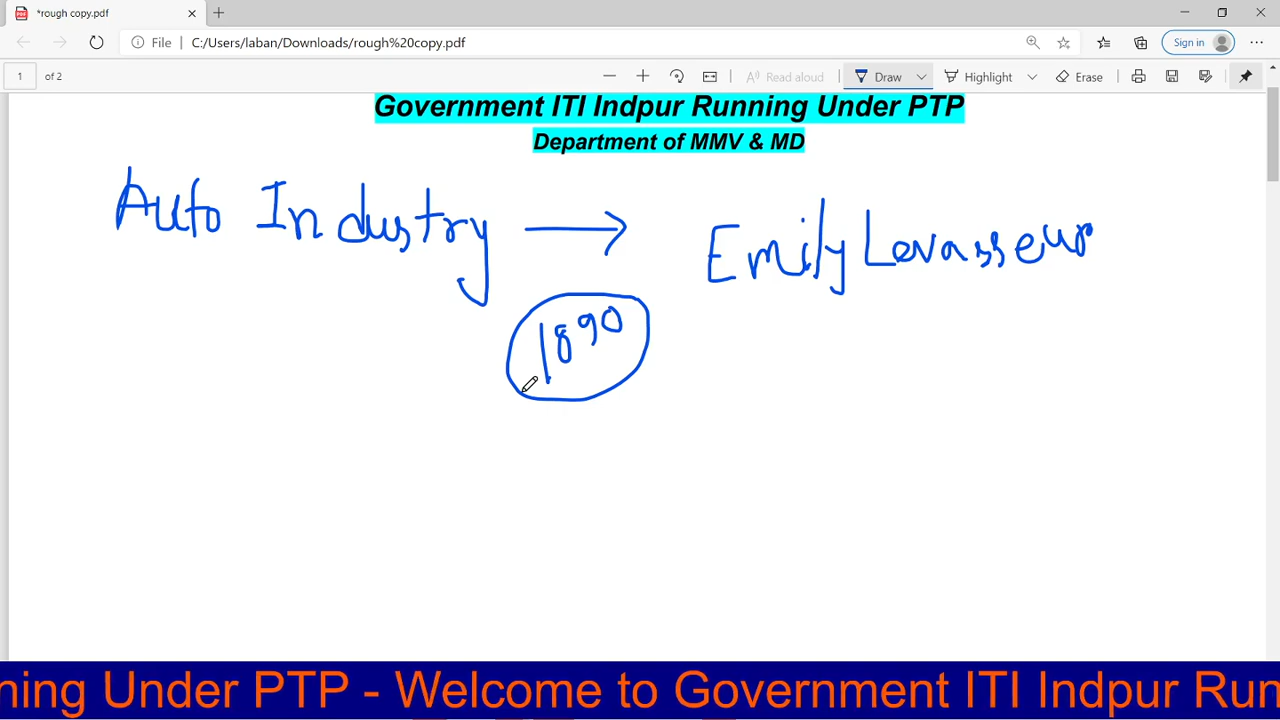 *rough copy.pdf
File C:/Users/laban/Downloads/rough%20copy.pdf Sign in
1 of 2 Read aloud Draw Highlight Erase
Government ITI Indpur Running Under PTP
Department of MMV & MD
Auto Industry → Emily Levasseur
1890
ning Under PTP - Welcome to Government ITI Indpur Run